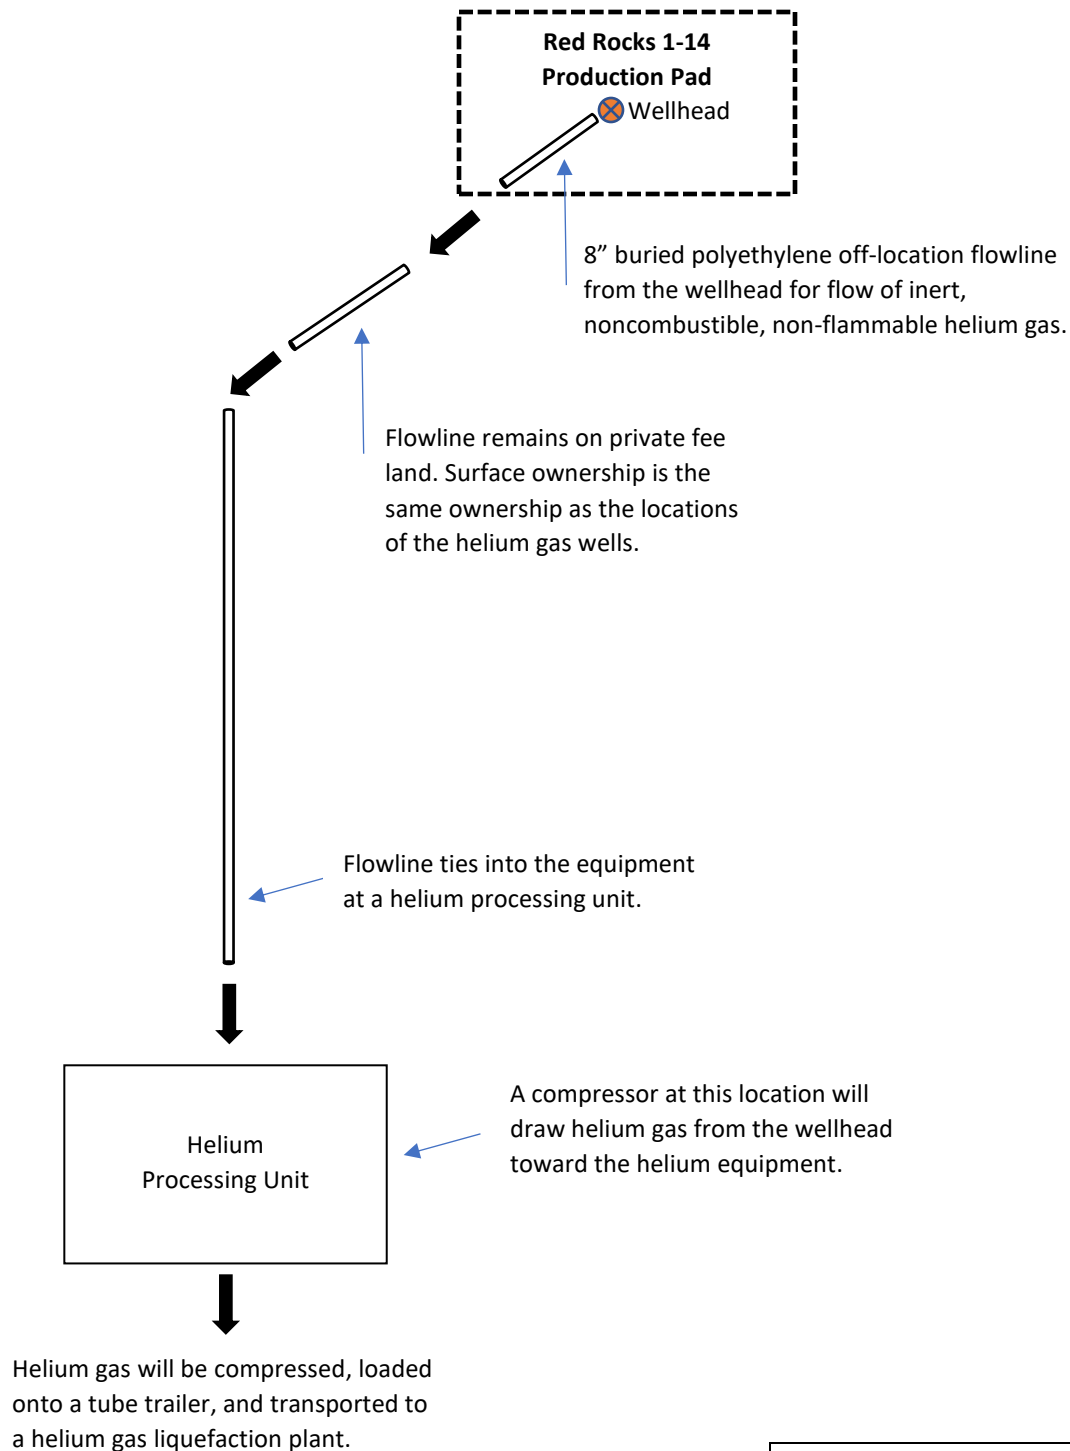 Red Rocks 1-14
Production Pad
Wellhead
8” buried polyethylene off-location flowline
from the wellhead for flow of inert,
noncombustible, non-flammable helium gas.
Flowline remains on private fee
land. Surface ownership is the
same ownership as the locations
of the helium gas wells.
Flowline ties into the equipment
at a helium processing unit.
A compressor at this location will
draw helium gas from the wellhead
toward the helium equipment.
Helium
Processing Unit
Helium gas will be compressed, loaded
onto a tube trailer, and transported to
a helium gas liquefaction plant.